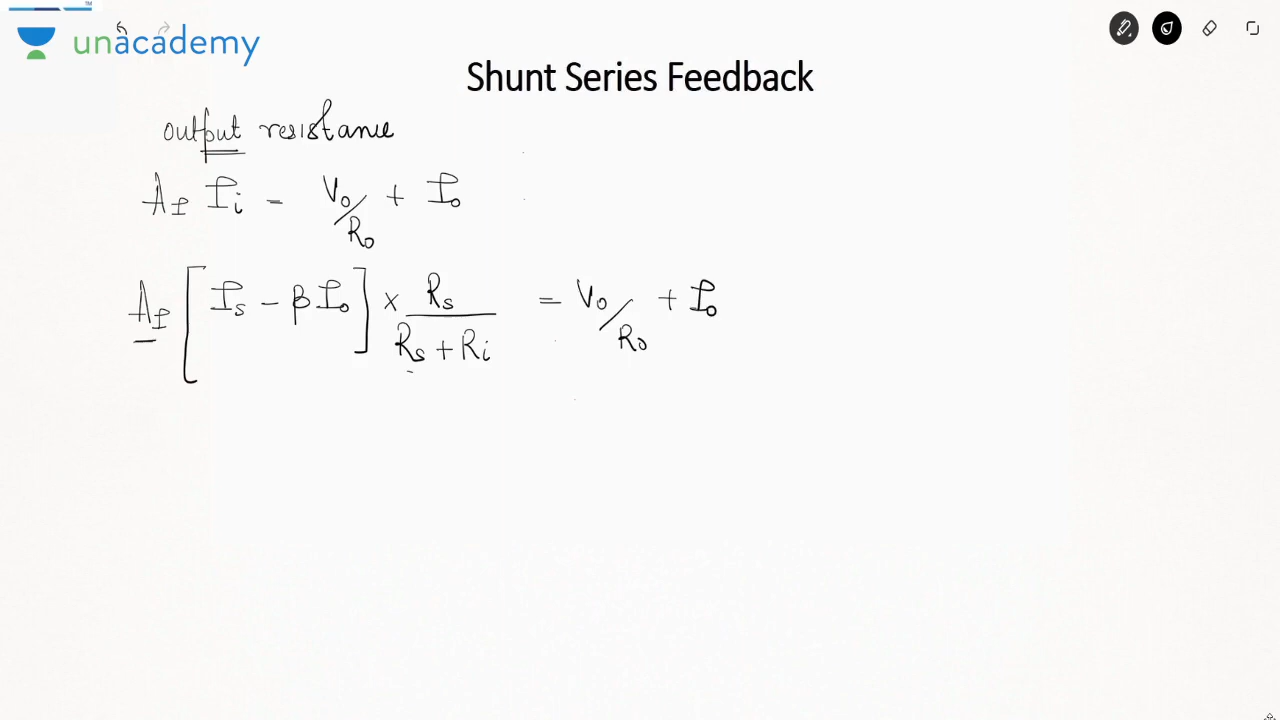 unacademy
Shunt Series Feedback
output resistance
A_I I_i = V_o/R_o + I_o
A_I [ I_s - β I_o ] × R_s / (R_s + R_i) = V_o/R_o + I_o